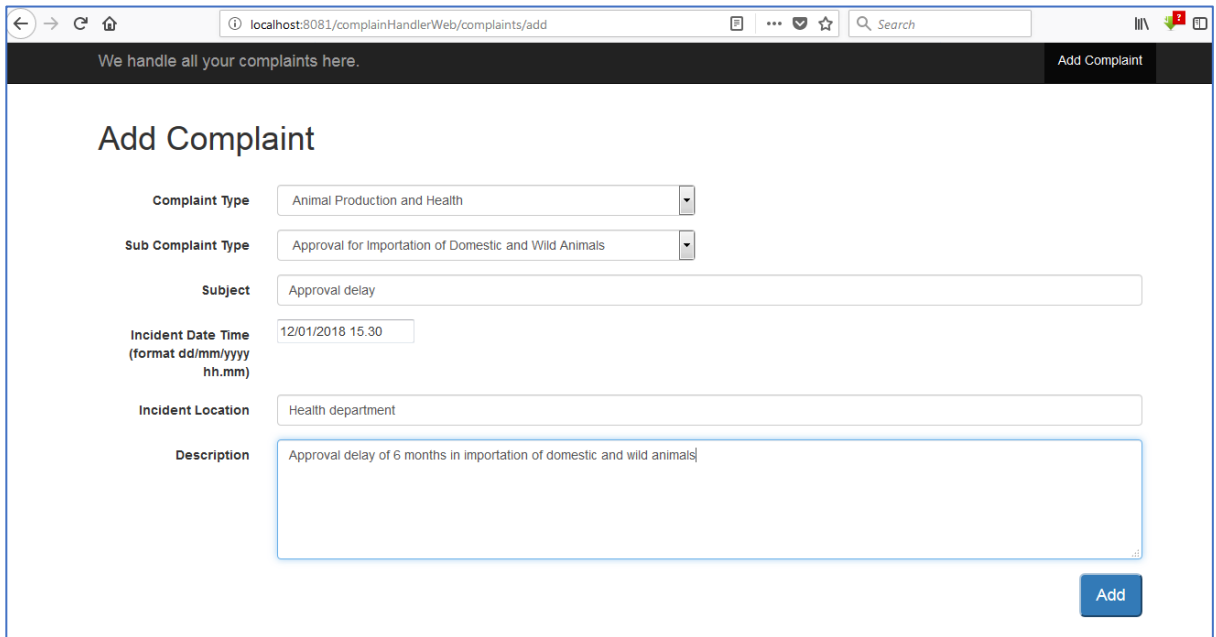 localhost:8081/complainHandlerWeb/complaints/add
Search
?
We handle all your complaints here.
Add Complaint
Add Complaint
Complaint Type
Animal Production and Health
Sub Complaint Type
Approval for Importation of Domestic and Wild Animals
Subject
Approval delay
Incident Date Time
(format dd/mm/yyyy
hh.mm)
12/01/2018 15.30
Incident Location
Health department
Description
Approval delay of 6 months in importation of domestic and wild animals
Add